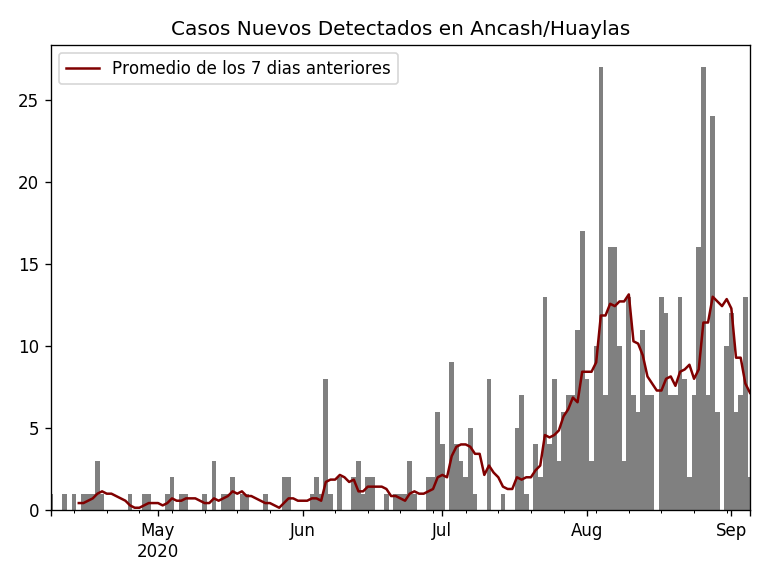 Casos Nuevos Detectados en Ancash/Huaylas
Promedio de los 7 dias anteriores
25
20
15
10
5
0
May
2020
Jun
Jul
Aug
Sep